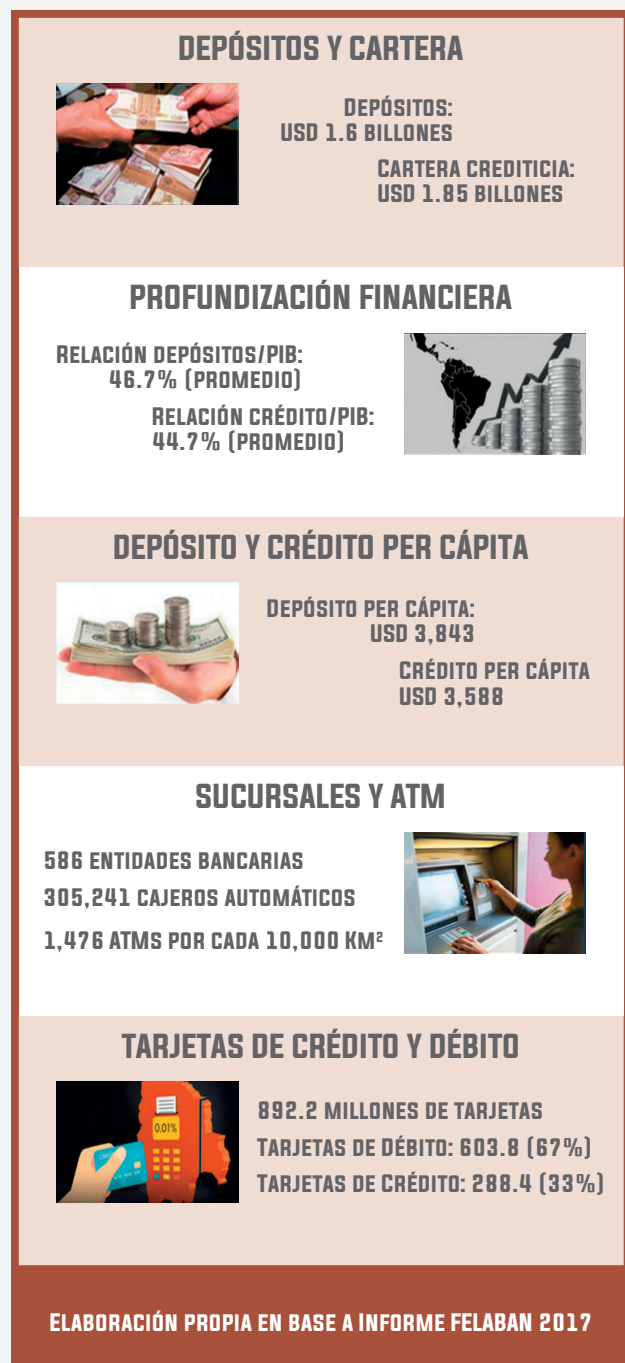 DEPÓSITOS Y CARTERA
DEPÓSITOS:
USD 1.6 BILLONES
CARTERA CREDITICIA:
USD 1.85 BILLONES
PROFUNDIZACIÓN FINANCIERA
RELACIÓN DEPÓSITOS/PIB:
46.7% (PROMEDIO)
RELACIÓN CRÉDITO/PIB:
44.7% (PROMEDIO)
DEPÓSITO Y CRÉDITO PER CÁPITA
DEPÓSITO PER CÁPITA:
USD 3,843
CRÉDITO PER CÁPITA
USD 3,588
SUCURSALES Y ATM
586 ENTIDADES BANCARIAS
305,241 CAJEROS AUTOMÁTICOS
1,476 ATMS POR CADA 10,000 KM²
TARJETAS DE CRÉDITO Y DÉBITO
0.01%
892.2 MILLONES DE TARJETAS
TARJETAS DE DÉBITO: 603.8 (67%)
TARJETAS DE CRÉDITO: 288.4 (33%)
ELABORACIÓN PROPIA EN BASE A INFORME FELABAN 2017